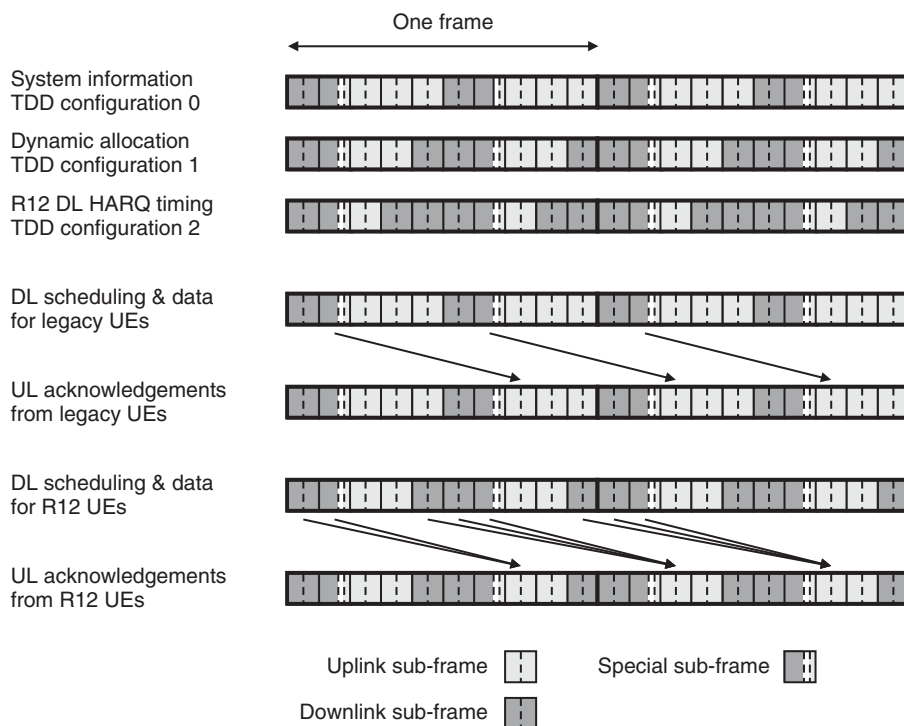 One frame
System information
TDD configuration 0
Dynamic allocation
TDD configuration 1
R12 DL HARQ timing
TDD configuration 2
DL scheduling & data
for legacy UEs
UL acknowledgements
from legacy UEs
DL scheduling & data
for R12 UEs
UL acknowledgements
from R12 UEs
Uplink sub-frame
Special sub-frame
Downlink sub-frame